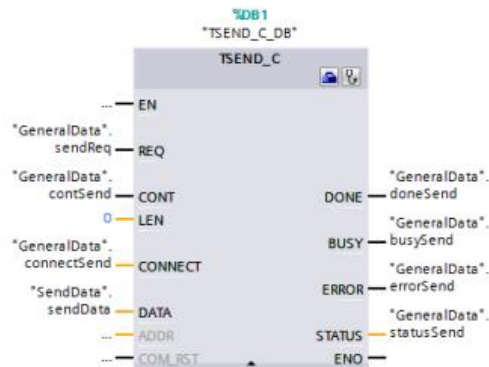 %DB1
"TSEND_C_DB"
TSEND_C
... EN
"GeneralData".
sendReq REQ
"GeneralData".
contSend CONT
0 LEN
"GeneralData".
connectSend CONNECT
"SendData".
sendData DATA
... ADDR
... COM_RST
DONE "GeneralData".
doneSend
BUSY "GeneralData".
busySend
ERROR "GeneralData".
errorSend
STATUS "GeneralData".
statusSend
ENO